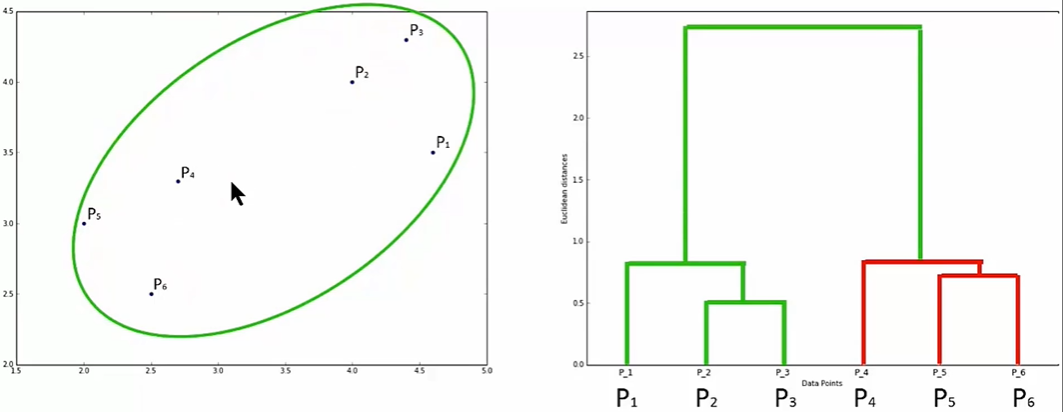 4.5
4.0
3.5
3.0
2.5
2.0
1.5 2.0 2.5 3.0 3.5 4.0 4.5 5.0
P3
P2
P1
P4
P5
P6
Euclidean distances
2.5
2.0
1.5
1.0
0.5
0.0
P_1 P_2 P_3 P_4 P_5 P_6
Data Points
P1 P2 P3 P4 P5 P6